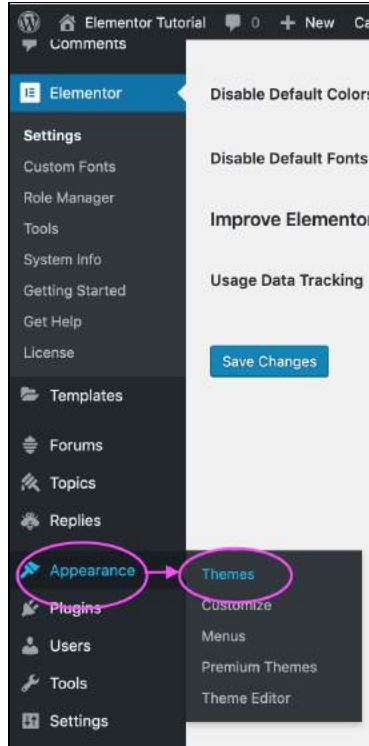 Elementor Tutorial 0 + New Ca
Comments
Elementor
Disable Default Colors
Settings
Custom Fonts
Disable Default Fonts
Role Manager
Improve Elementor
Tools
System Info
Usage Data Tracking
Getting Started
Get Help
License
Save Changes
Templates
Forums
Topics
Replies
Appearance
Themes
Plugins
Customize
Users
Menus
Premium Themes
Tools
Theme Editor
Settings